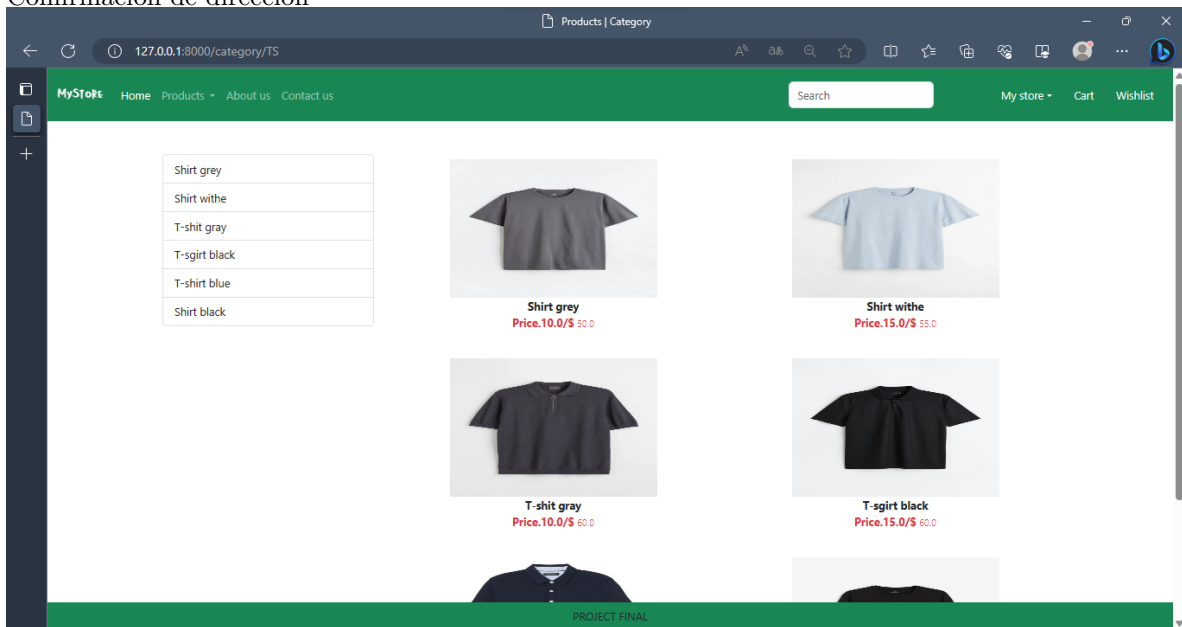 Confirmación de dirección
Products | Category
127.0.0.1:8000/category/TS
MyStoRe Home Products About us Contact us Search My store Cart Wishlist
Shirt grey
Shirt withe
T-shit gray
T-sgirt black
T-shirt blue
Shirt black
Shirt grey
Price.10.0/$ 50.0
Shirt withe
Price.15.0/$ 55.0
T-shit gray
Price.10.0/$ 60.0
T-sgirt black
Price.15.0/$ 60.0
PROJECT FINAL